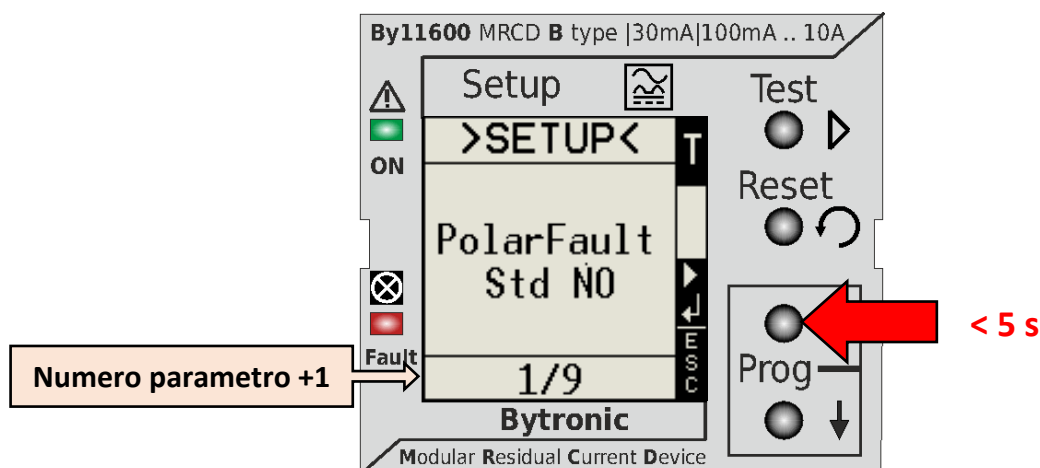 By11600 MRCD B type |30mA|100mA .. 10A
Setup
Test
>SETUP<
T
ON
Reset
PolarFault
Std NO
< 5 s
ESC
Fault
Prog
Numero parametro +1
1/9
Bytronic
Modular Residual Current Device